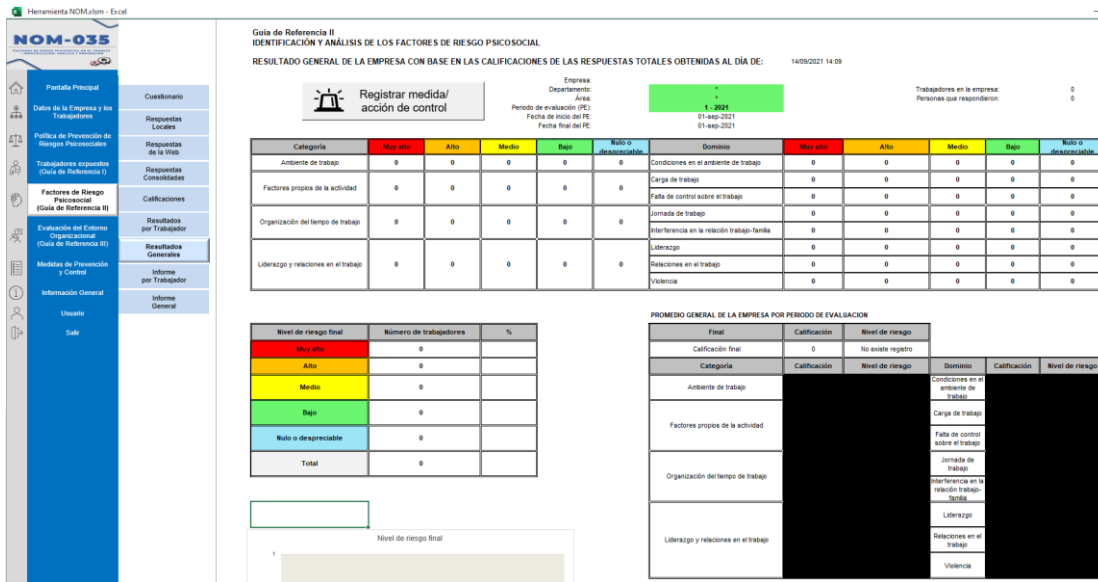 Herramienta NOM.xlsm - Excel
NOM-035
Pantalla Principal
Datos de la Empresa y los
Trabajadores
Política de Prevención de
Riesgos Psicosociales
Trabajadores expuestos
(Guía de Referencia I)
Factores de Riesgo
Psicosocial
(Guía de Referencia II)
Evaluación del Entorno
Organizacional
(Guía de Referencia III)
Medidas de Prevención
y Control
Información General
Usuario
Salir
Cuestionario
Respuestas
Locales
Respuestas
de la Web
Respuestas
Consolidadas
Calificaciones
Resultados
por Trabajador
Resultados
Generales
Informe
por Trabajador
Informe
General
Guía de Referencia II
IDENTIFICACIÓN Y ANÁLISIS DE LOS FACTORES DE RIESGO PSICOSOCIAL
RESULTADO GENERAL DE LA EMPRESA CON BASE EN LAS CALIFICACIONES DE LAS RESPUESTAS TOTALES OBTENIDAS AL DÍA DE: 14/09/2021 14:09
Registrar medida/
acción de control
Empresa:
Departamento: *
Área: *
Periodo de evaluación (PE): 1 - 2021
Fecha de inicio del PE: 01-sep-2021
Fecha final del PE: 01-sep-2021
Trabajadores en la empresa: 0
Personas que respondieron: 0
Categoría Muy alto Alto Medio Bajo Nulo o despreciable
Ambiente de trabajo 0 0 0 0 0
Factores propios de la actividad 0 0 0 0 0
Organización del tiempo de trabajo 0 0 0 0 0
Liderazgo y relaciones en el trabajo 0 0 0 0 0
Dominio Muy alto Alto Medio Bajo Nulo o despreciable
Condiciones en el ambiente de trabajo 0 0 0 0 0
Carga de trabajo 0 0 0 0 0
Falta de control sobre el trabajo 0 0 0 0 0
Jornada de trabajo 0 0 0 0 0
Interferencia en la relación trabajo-familia 0 0 0 0 0
Liderazgo 0 0 0 0 0
Relaciones en el trabajo 0 0 0 0 0
Violencia 0 0 0 0 0
Nivel de riesgo final Número de trabajadores %
Muy alto 0
Alto 0
Medio 0
Bajo 0
Nulo o despreciable 0
Total 0
Nivel de riesgo final
1
PROMEDIO GENERAL DE LA EMPRESA POR PERIODO DE EVALUACION
Final Calificación Nivel de riesgo
Calificación final 0 No existe registro
Categoría Calificación Nivel de riesgo Dominio Calificación Nivel de riesgo
Ambiente de trabajo
Condiciones en el
ambiente de
trabajo
Factores propios de la actividad
Carga de trabajo
Falta de control
sobre el trabajo
Organización del tiempo de trabajo
Jornada de
trabajo
Interferencia en la
relación trabajo-
familia
Liderazgo y relaciones en el trabajo
Liderazgo
Relaciones en el
trabajo
Violencia